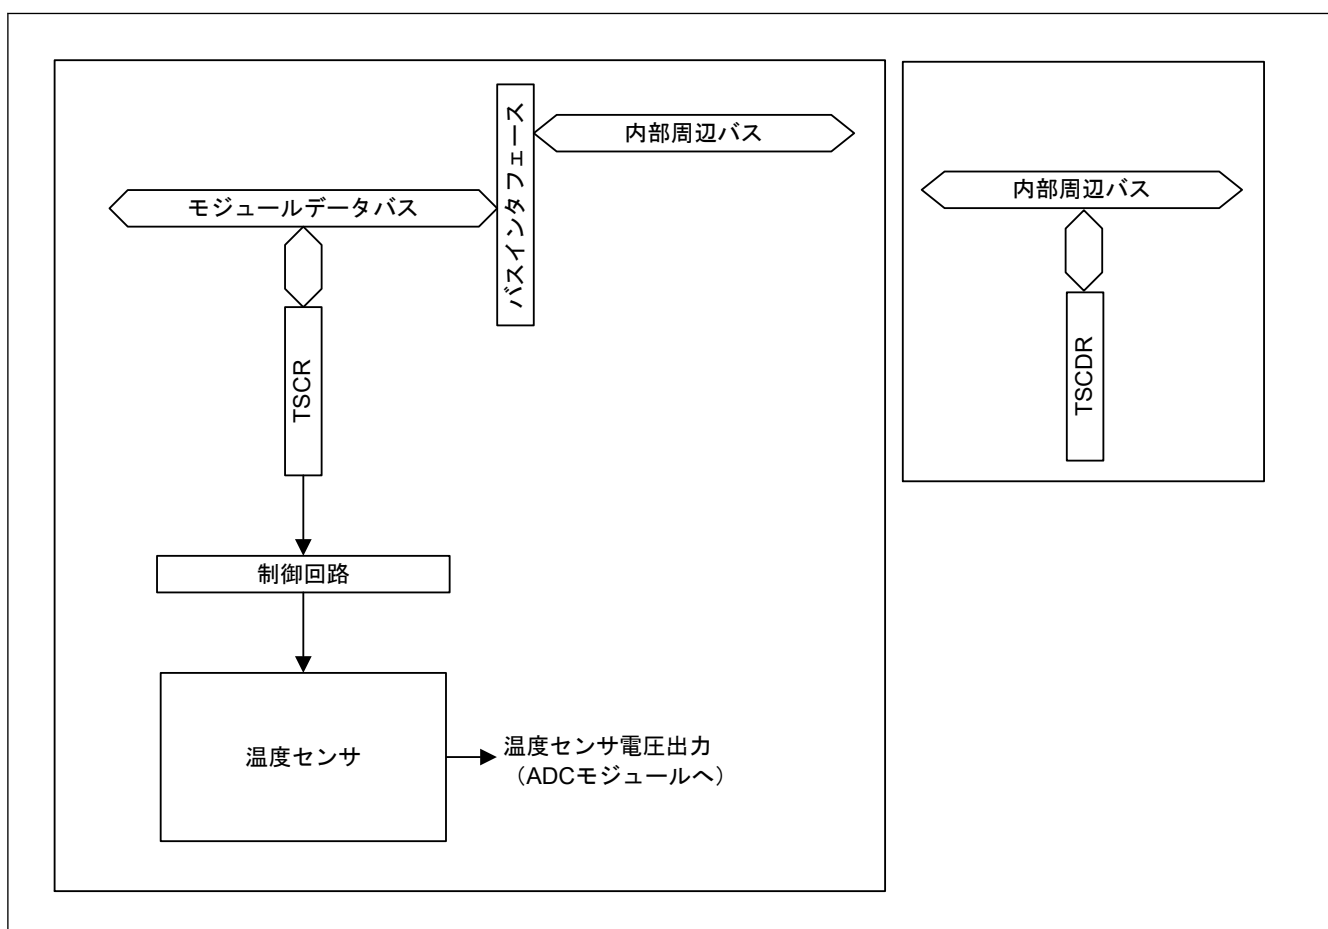 バスインタフェース
内部周辺バス
モジュールデータバス
TSCR
制御回路
温度センサ
温度センサ電圧出力
（ADCモジュールへ）
内部周辺バス
TSCDR